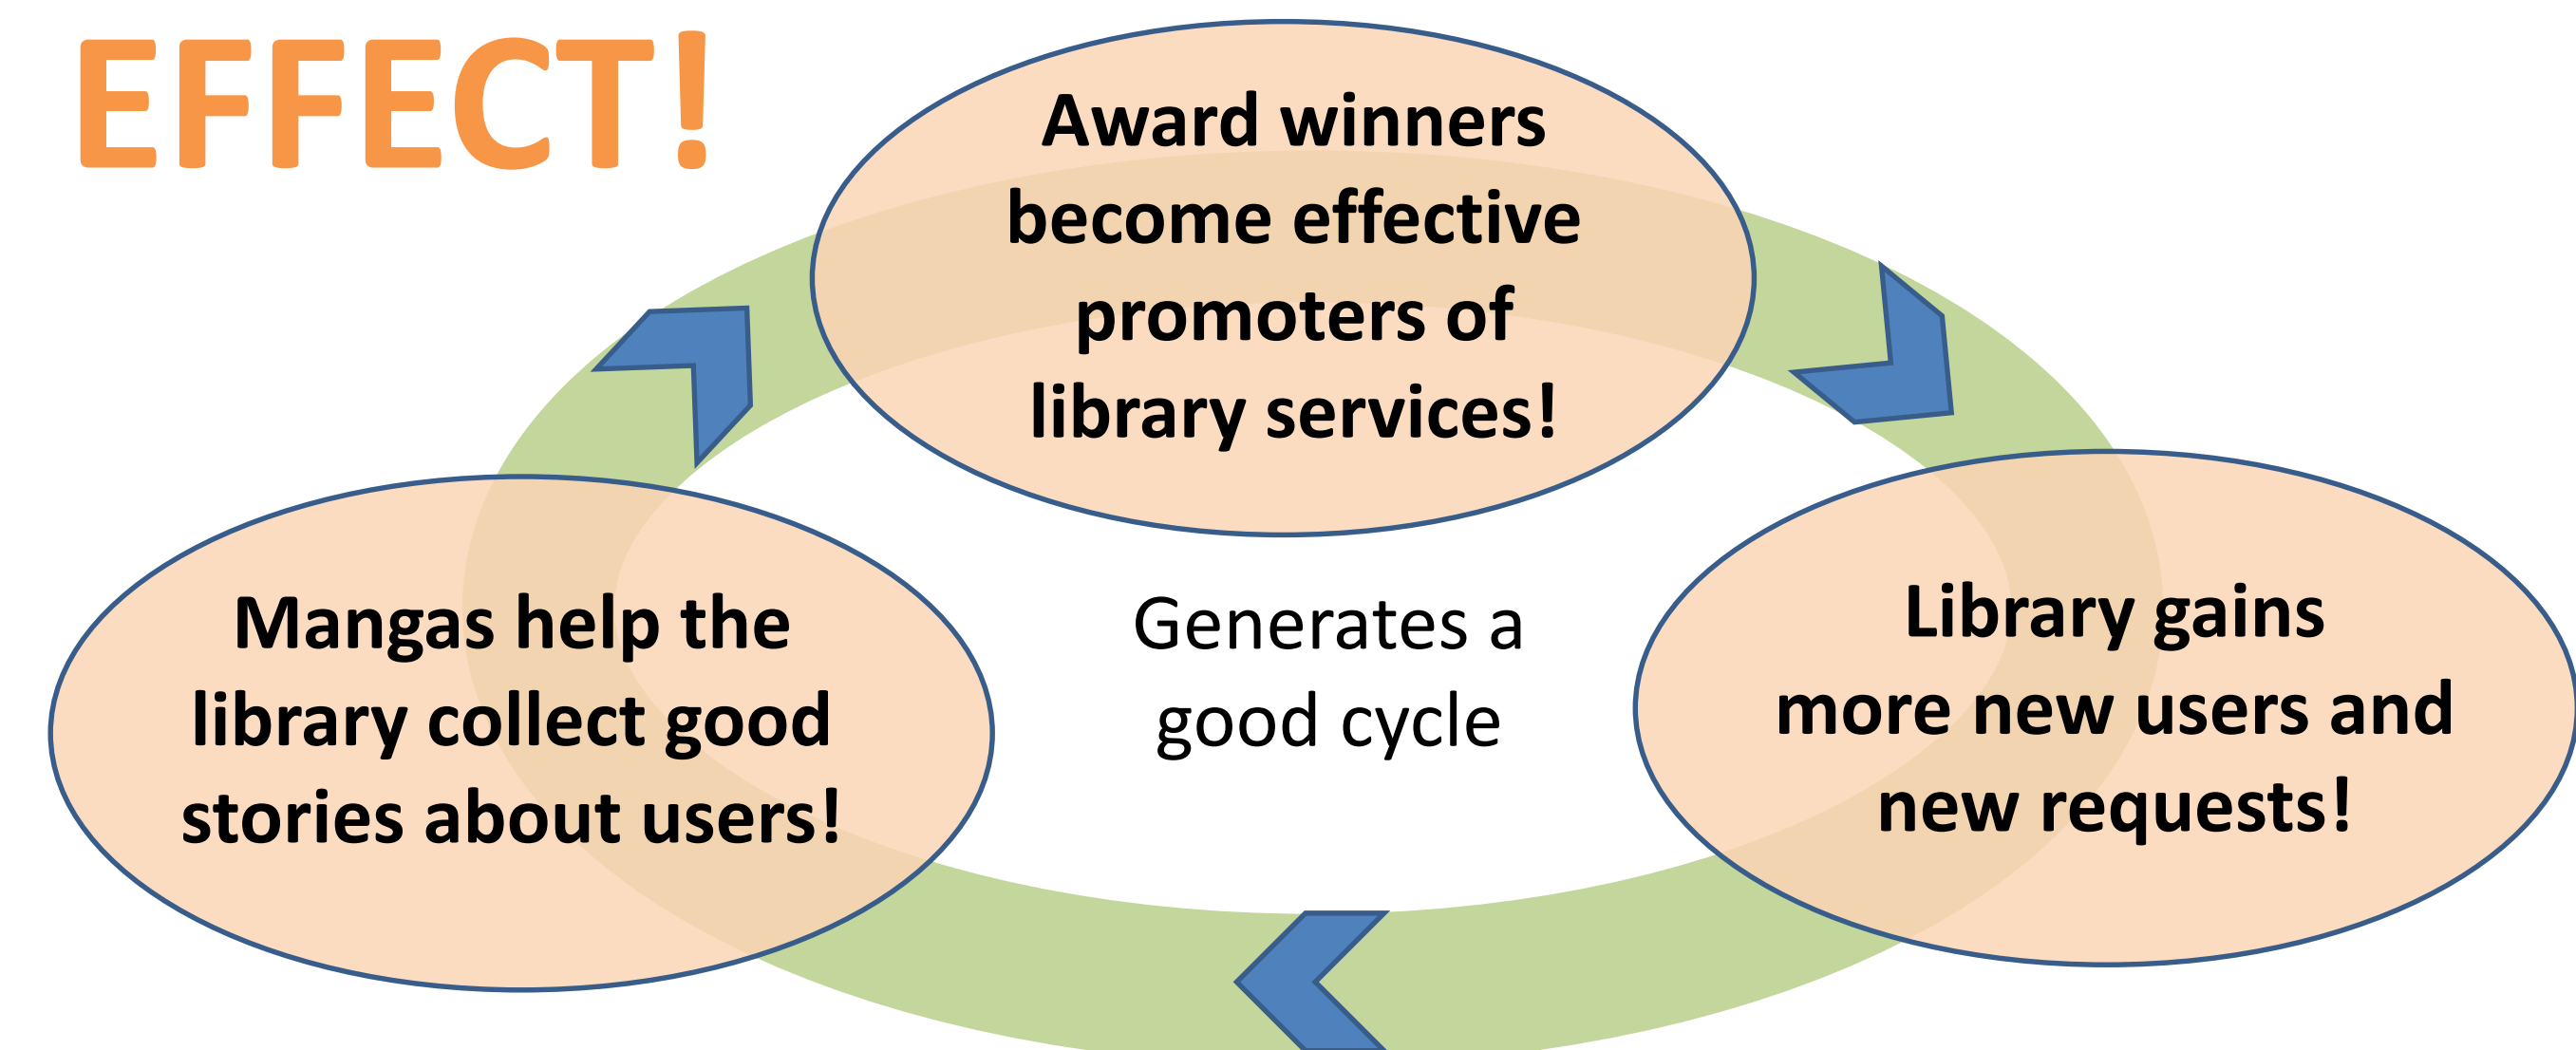 EFFECT!
Award winners
become effective
promoters of
library services!
Mangas help the
library collect good
stories about users!
Generates a
good cycle
Library gains
more new users and
new requests!